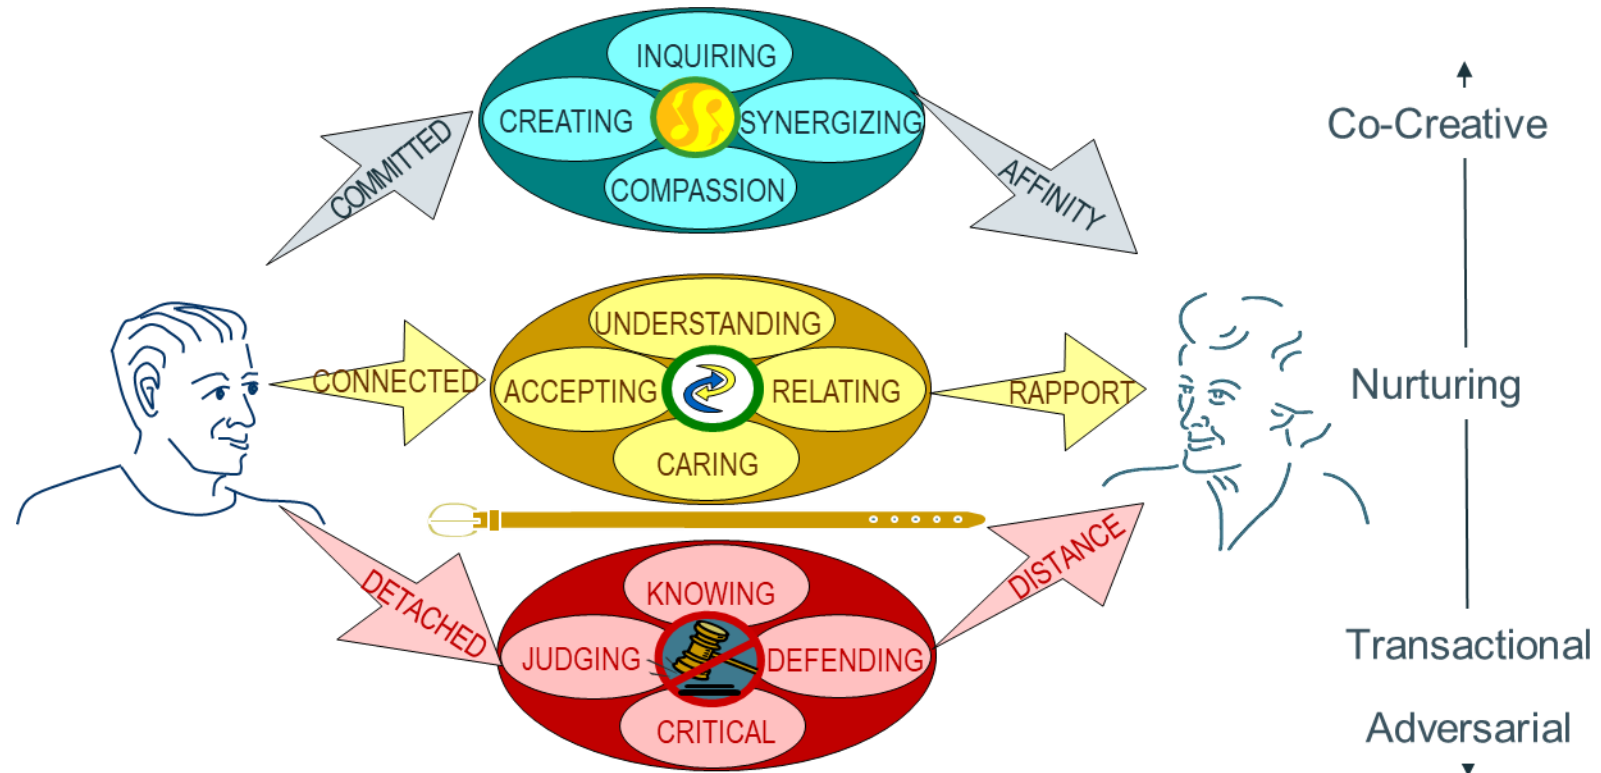 INQUIRING
CREATING
SYNERGIZING
COMPASSION
COMMITTED
AFFINITY
Co-Creative
UNDERSTANDING
CONNECTED
ACCEPTING
RELATING
RAPPORT
Nurturing
CARING
DETACHED
KNOWING
JUDGING
DEFENDING
CRITICAL
DISTANCE
Transactional
Adversarial